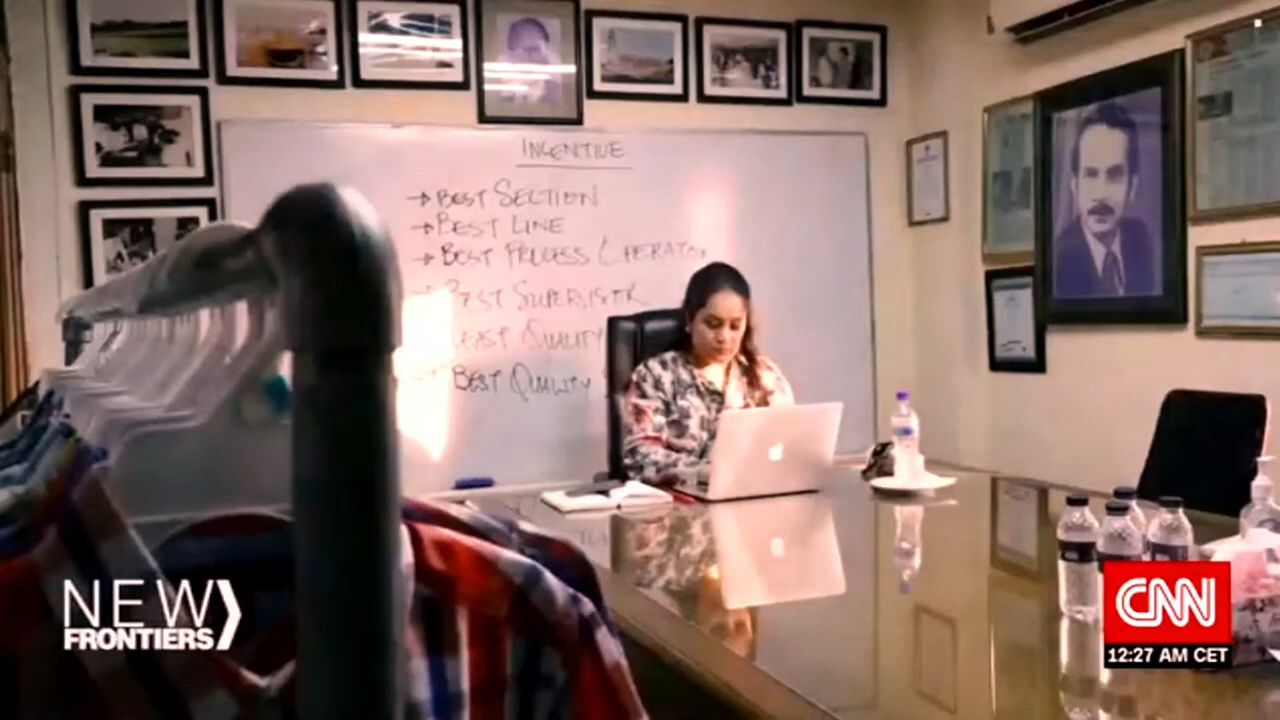 INCENTIVE
→BEST SECTION
→BEST LINE
→BEST PROCESS OPERATOR
BEST SUPERVISOR
QUALITY
BEST QUALITY
NEW
FRONTIERS
CNN
12:27 AM CET